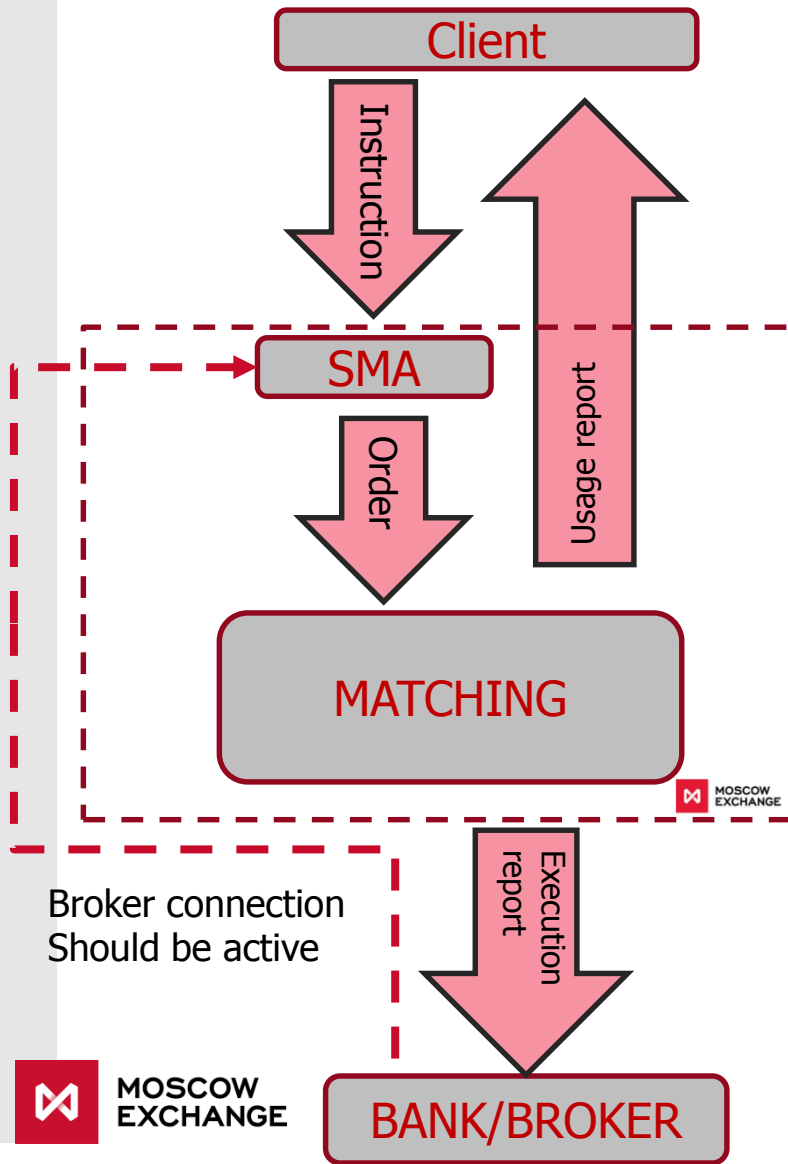 Client
Instruction
SMA
Usage report
Order
MATCHING
MOSCOW
EXCHANGE
Execution
report
Broker connection
Should be active
MOSCOW
EXCHANGE
BANK/BROKER